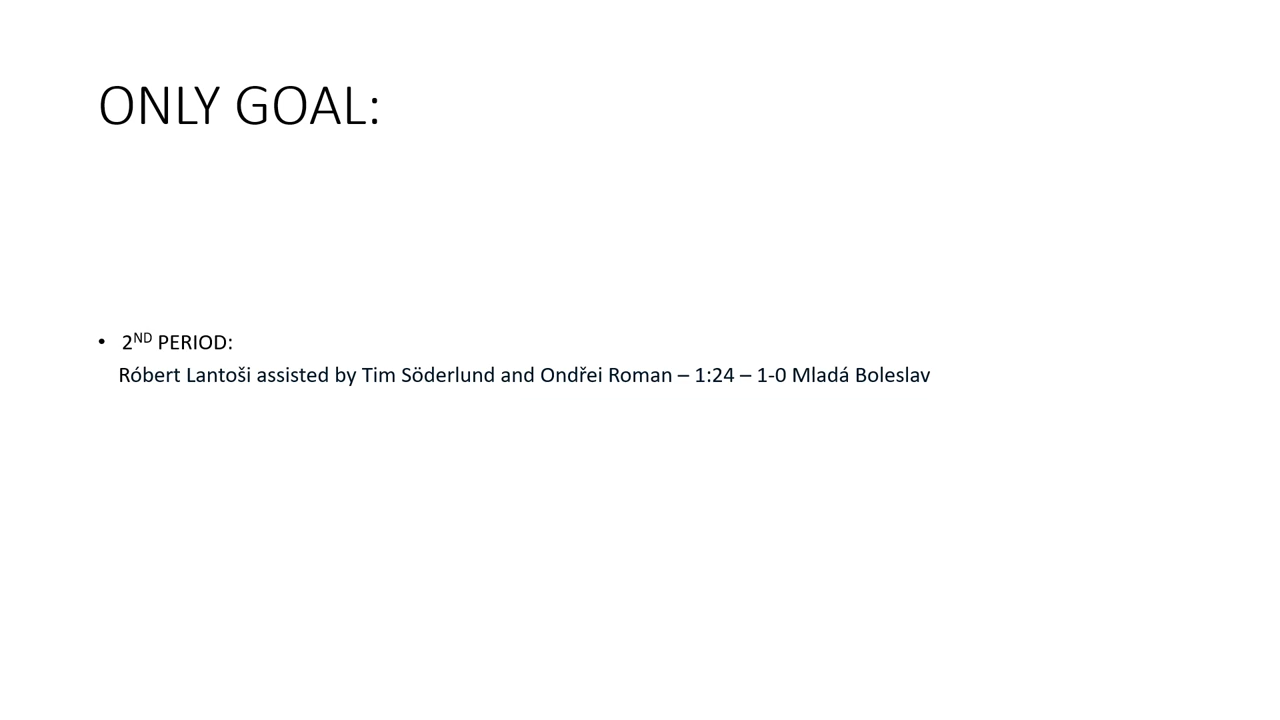 ONLY GOAL:
• 2ND PERIOD:
Róbert Lantoši assisted by Tim Söderlund and Ondřei Roman – 1:24 – 1-0 Mladá Boleslav